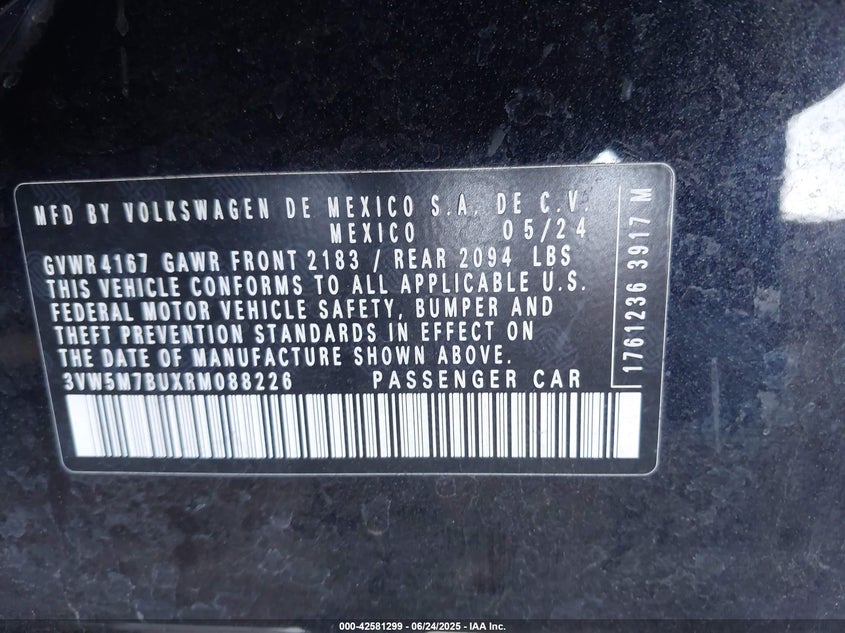 MFD BY VOLKSWAGEN DE MEXICO S.A. DE C.V.
MEXICO 05/24
GVWR 4167 GAWR FRONT 2183 / REAR 2094 LBS
THIS VEHICLE CONFORMS TO ALL APPLICABLE U.S.
FEDERAL MOTOR VEHICLE SAFETY, BUMPER AND
THEFT PREVENTION STANDARDS IN EFFECT ON
THE DATE OF MANUFACTURE SHOWN ABOVE.
3VW5M7BUXRM088226 PASSENGER CAR
1761236 3917 M
000-42581299 - 06/24/2025 - IAA Inc.